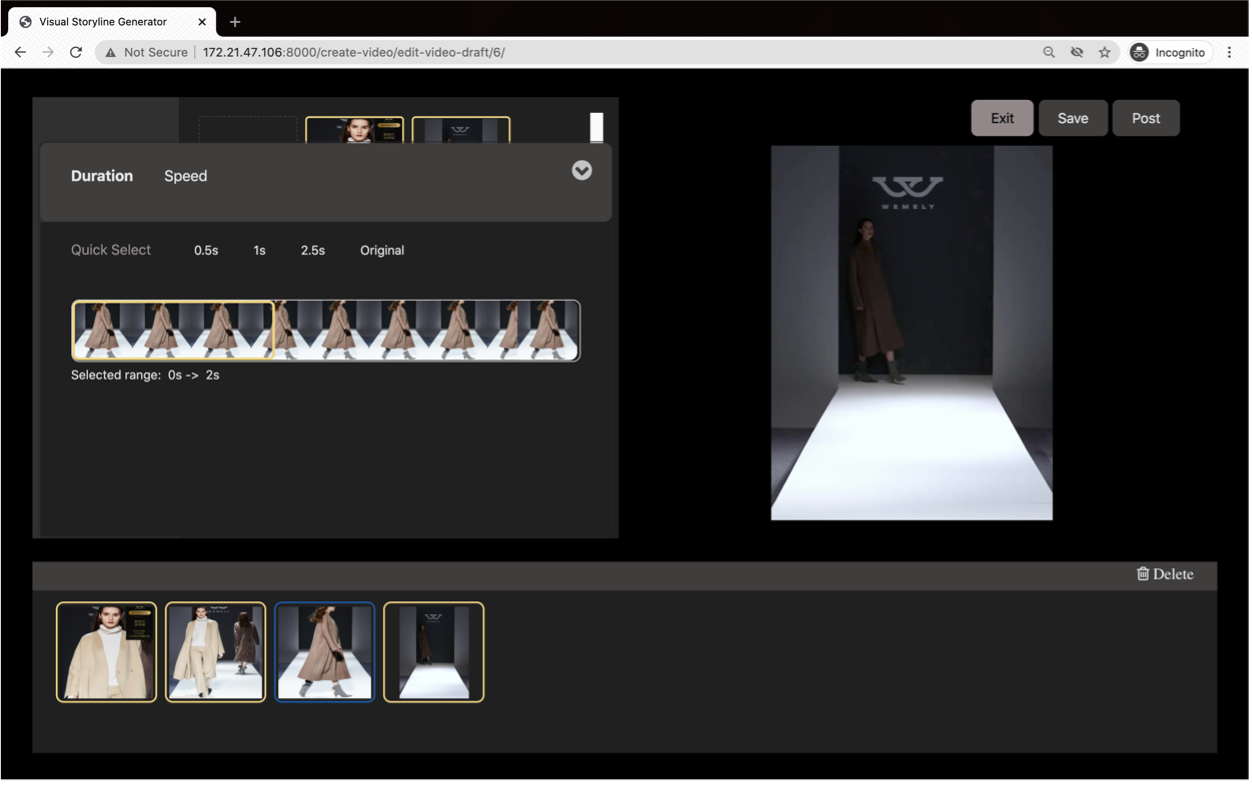 Visual Storyline Generator
Not Secure 172.21.47.106:8000/create-video/edit-video-draft/6/
Incognito
Exit Save Post
Duration Speed
WEMELY
Quick Select 0.5s 1s 2.5s Original
Selected range: 0s -> 2s
Delete